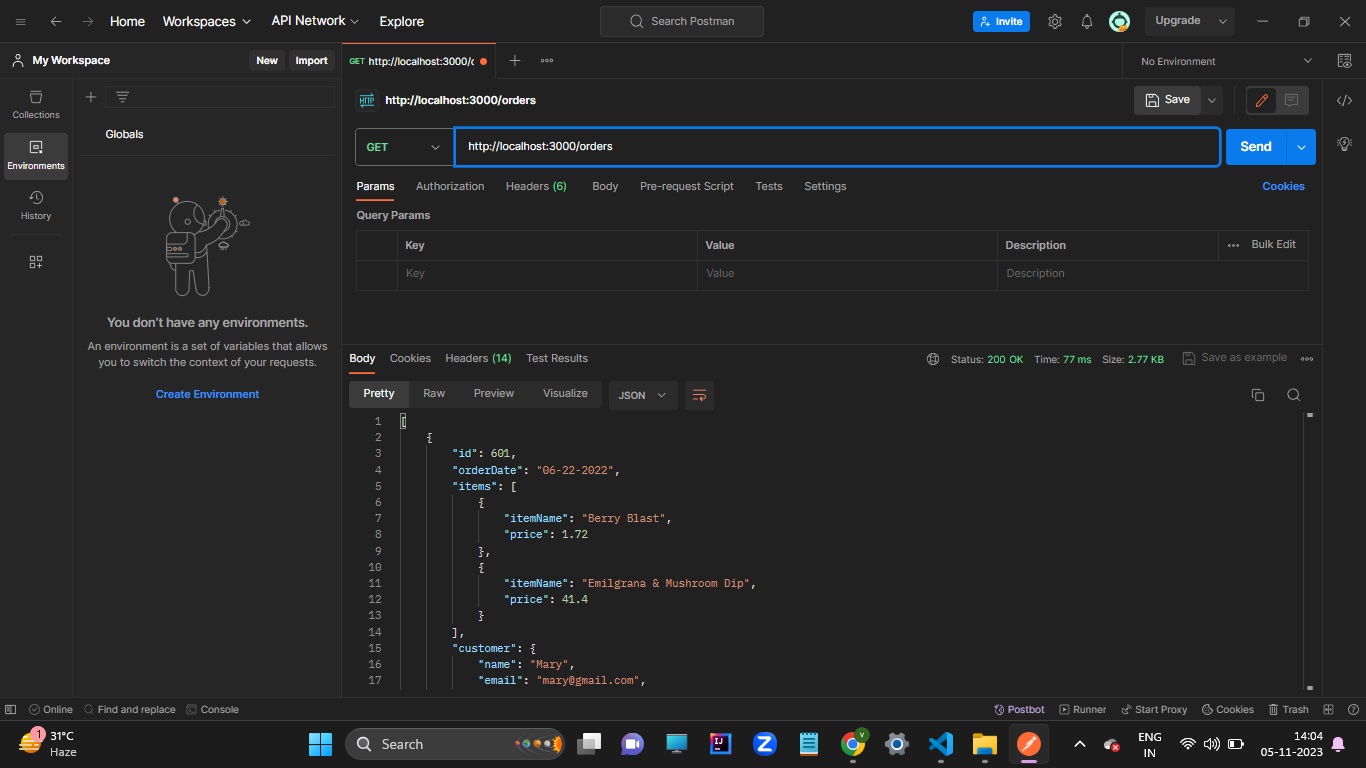 Home Workspaces API Network Explore Search Postman Invite Upgrade
My Workspace New Import GET http://localhost:3000/c No Environment
Collections
Environments
History
Globals
You don't have any environments.
An environment is a set of variables that allows
you to switch the context of your requests.
Create Environment
HTTP http://localhost:3000/orders Save
GET http://localhost:3000/orders Send
Params Authorization Headers (6) Body Pre-request Script Tests Settings Cookies
Query Params
Key Value Description Bulk Edit
Key Value Description
Body Cookies Headers (14) Test Results Status: 200 OK Time: 77 ms Size: 2.77 KB Save as example
Pretty Raw Preview Visualize JSON
1 [
2 {
3 "id": 601,
4 "orderDate": "06-22-2022",
5 "items": [
6 {
7 "itemName": "Berry Blast",
8 "price": 1.72
9 },
10 {
11 "itemName": "Emilgrana & Mushroom Dip",
12 "price": 41.4
13 }
14 ],
15 "customer": {
16 "name": "Mary",
17 "email": "mary@gmail.com",
Online Find and replace Console Postbot Runner Start Proxy Cookies Trash
1 31°C
Haze
Search
ENG
IN
14:04
05-11-2023